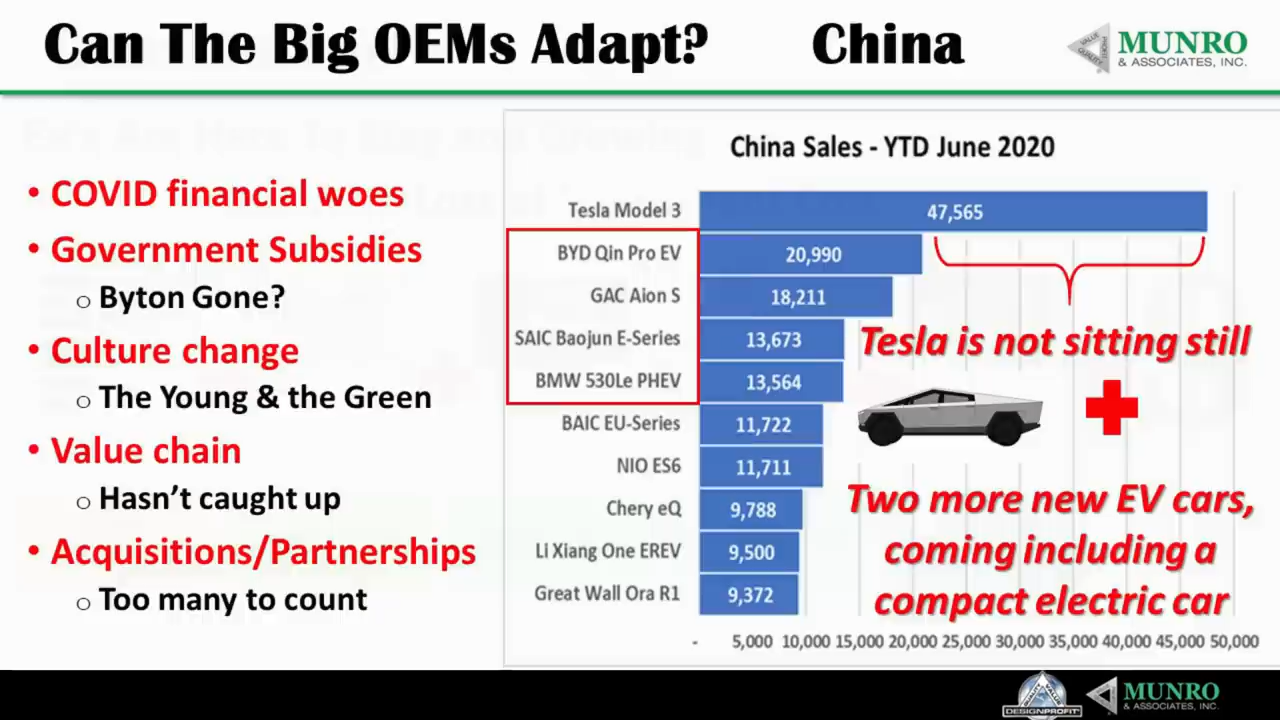 Can The Big OEMs Adapt? China
MUNRO
& ASSOCIATES, INC.
• COVID financial woes
• Government Subsidies
o Byton Gone?
• Culture change
o The Young & the Green
• Value chain
o Hasn't caught up
• Acquisitions/Partnerships
o Too many to count
China Sales - YTD June 2020
Tesla Model 3 47,565
BYD Qin Pro EV 20,990
GAC Aion S 18,211
SAIC Baojun E-Series 13,673
BMW 530Le PHEV 13,564
BAIC EU-Series 11,722
NIO ES6 11,711
Chery eQ 9,788
Li Xiang One EREV 9,500
Great Wall Ora R1 9,372
- 5,000 10,000 15,000 20,000 25,000 30,000 35,000 40,000 45,000 50,000
Tesla is not sitting still
Two more new EV cars,
coming including a
compact electric car
DESIGNPROFIT
MUNRO
& ASSOCIATES, INC.